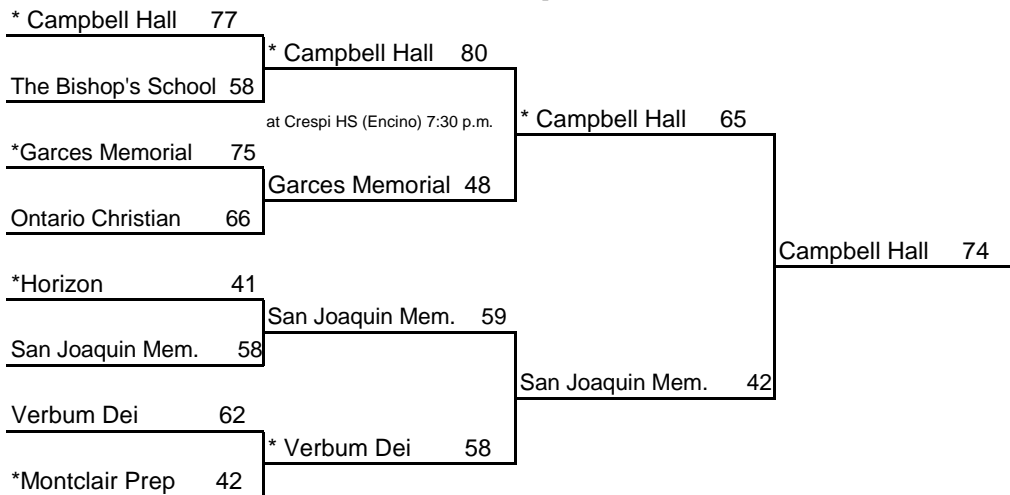 * Campbell Hall 77
* Campbell Hall 80
The Bishop's School 58
at Crespi HS (Encino) 7:30 p.m.
* Campbell Hall 65
*Garces Memorial 75
Garces Memorial 48
Ontario Christian 66
Campbell Hall 74
*Horizon 41
San Joaquin Mem. 59
San Joaquin Mem. 58
San Joaquin Mem. 42
Verbum Dei 62
* Verbum Dei 58
*Montclair Prep 42